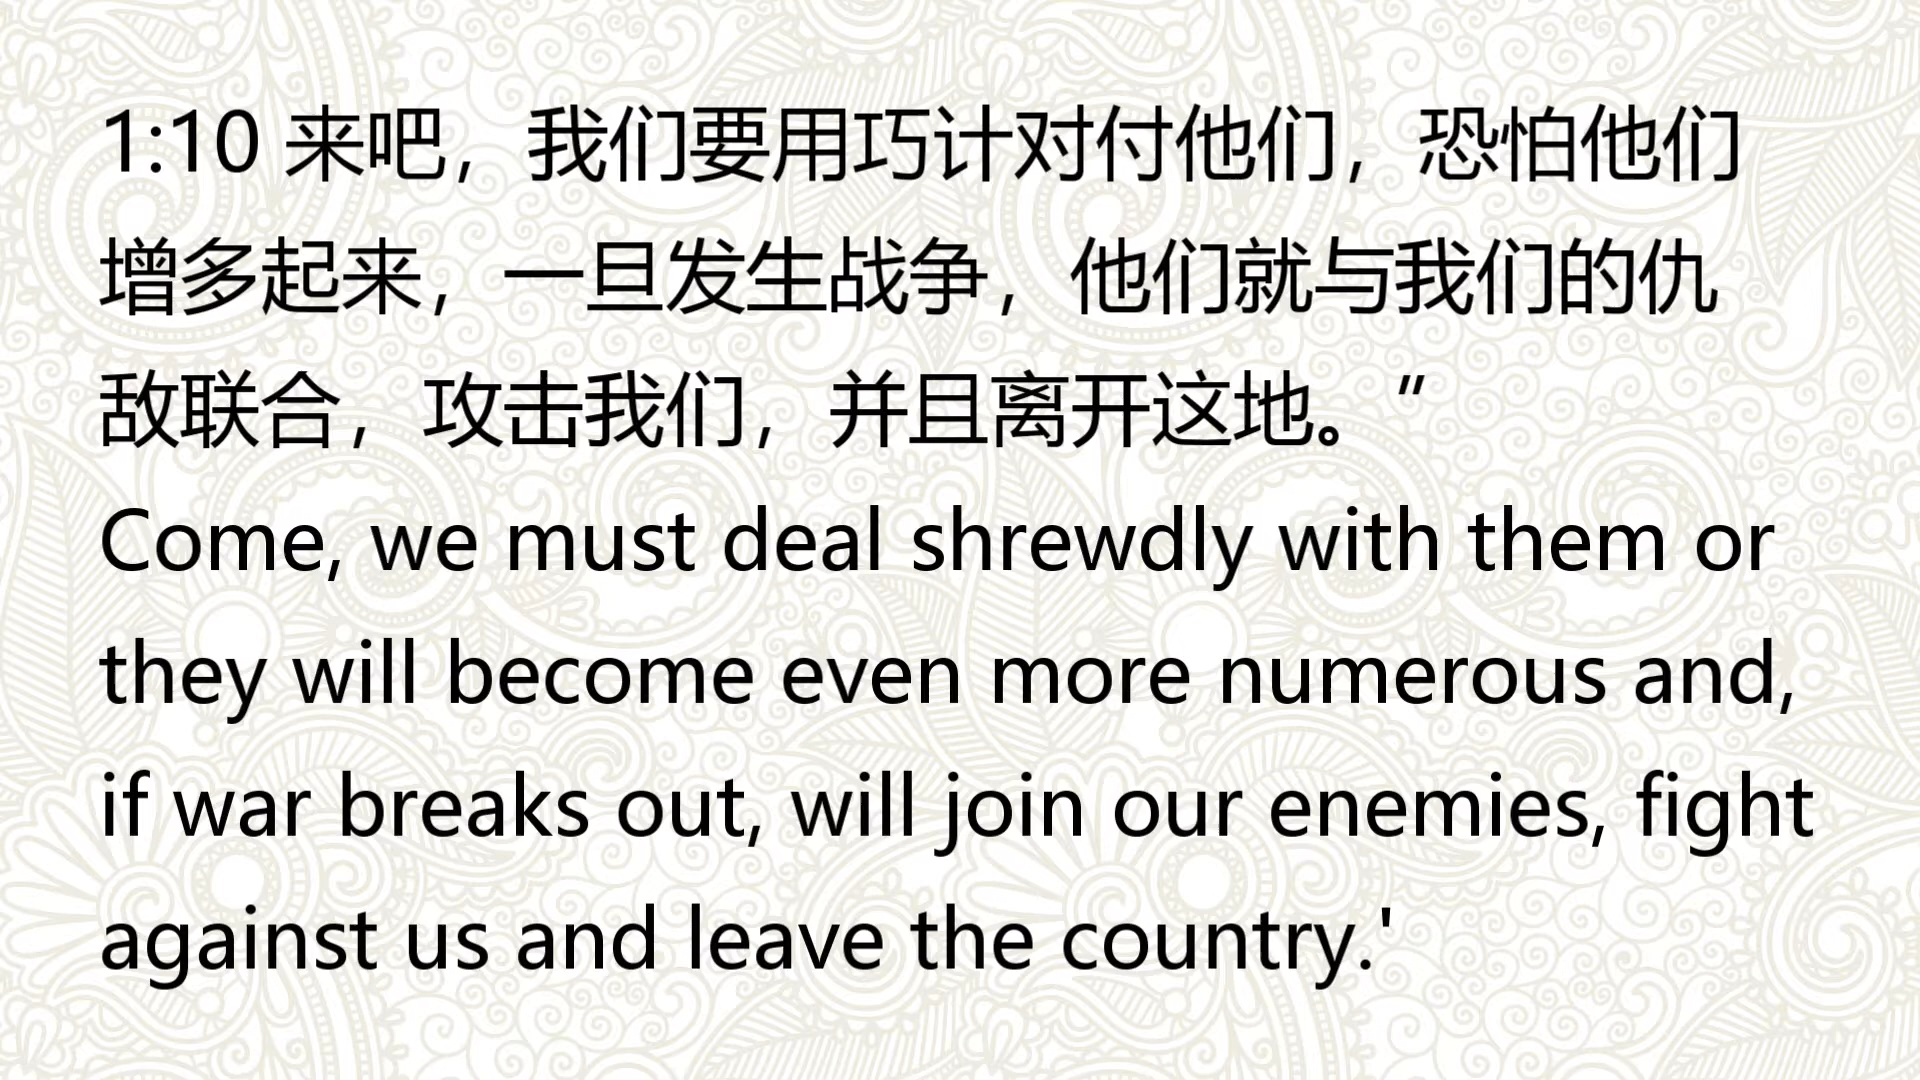 1:10 来吧，我们要用巧计对付他们，恐怕他们
增多起来，一旦发生战争，他们就与我们的仇
敌联合，攻击我们，并且离开这地。”
Come, we must deal shrewdly with them or
they will become even more numerous and,
if war breaks out, will join our enemies, fight
against us and leave the country.'